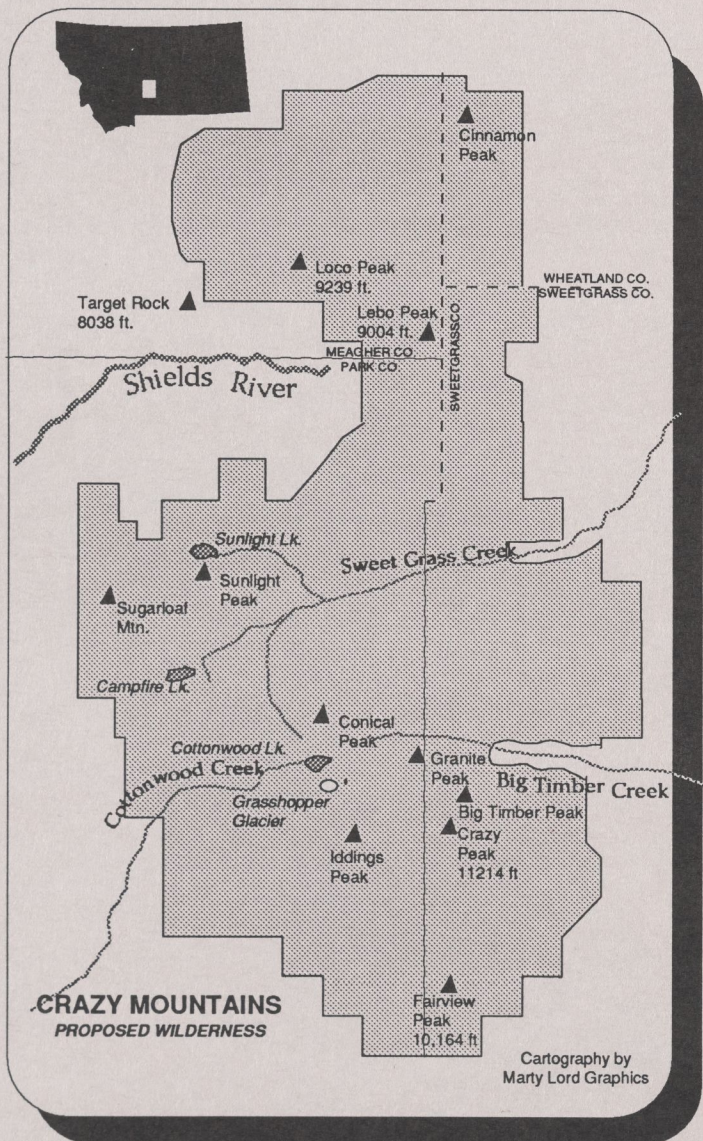 Cinnamon
Peak
Loco Peak
9239 ft.
WHEATLAND CO.
SWEETGRASS CO.
Target Rock
8038 ft.
Lebo Peak
9004 ft.
SWEETGRASSCO
MEAGHER CO.
PARK CO.
Shields River
Sunlight Lk.
Sweet Grass Creek
Sunlight
Peak
Sugarloaf
Mtn.
Campfire Lk.
Conical
Peak
Cottonwood Lk.
Cottonwood Creek
Granite
Peak
Big Timber Creek
Grasshopper
Glacier
Big Timber Peak
Crazy
Peak
11214 ft
Iddings
Peak
CRAZY MOUNTAINS
PROPOSED WILDERNESS
Fairview
Peak
10,164 ft
Cartography by
Marty Lord Graphics